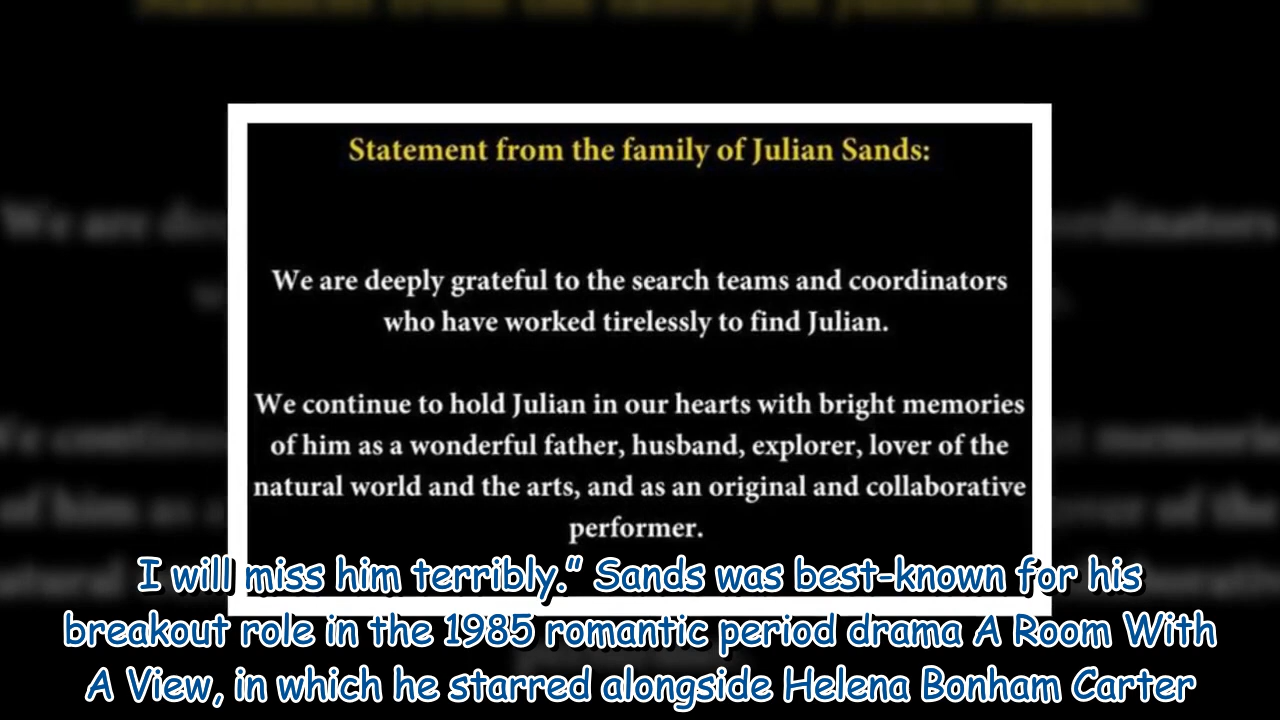 Statement from the family of Julian Sands:
We are deeply grateful to the search teams and coordinators
who have worked tirelessly to find Julian.
We continue to hold Julian in our hearts with bright memories
of him as a wonderful father, husband, explorer, lover of the
natural world and the arts, and as an original and collaborative
performer.
I will miss him terribly.” Sands was best-known for his
breakout role in the 1985 romantic period drama A Room With
A View, in which he starred alongside Helena Bonham Carter